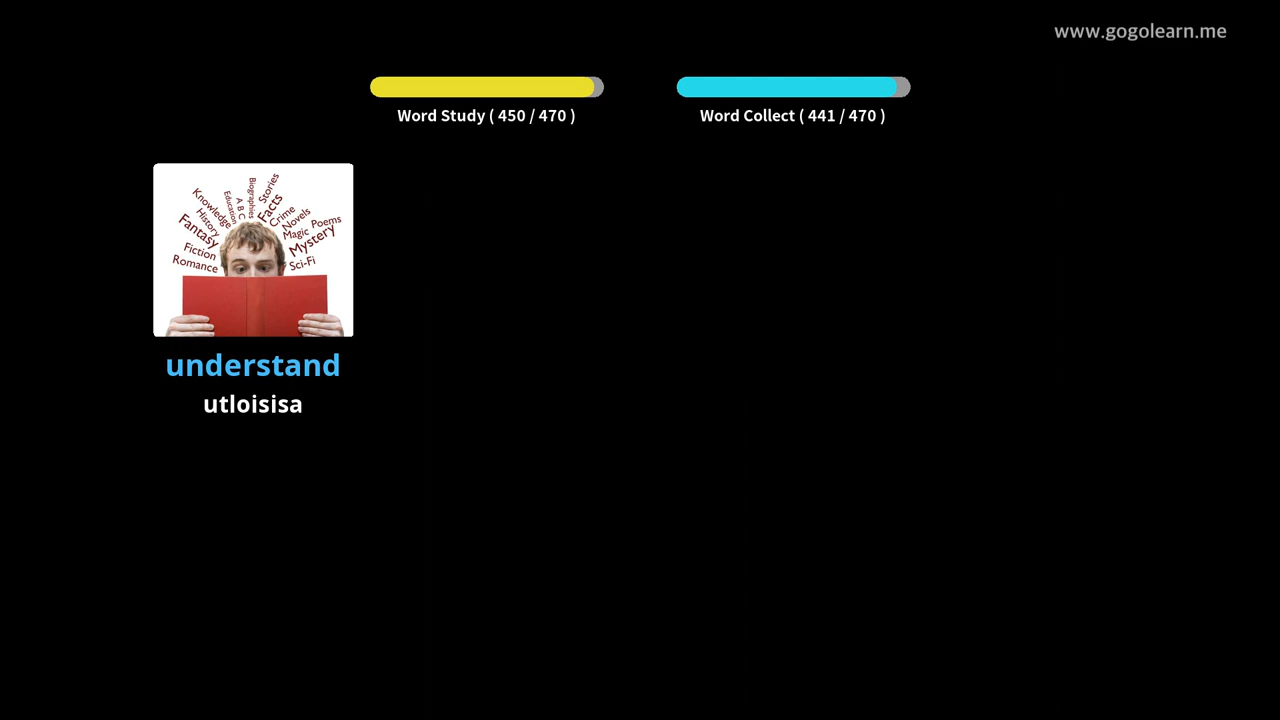 www.gogolearn.me
Word Study ( 450 / 470 )
Word Collect ( 441 / 470 )
Biographies
Stories
Education
A B C
Facts
Knowledge
Crime
History
Novels
Fantasy
Magic
Poems
Mystery
Fiction
Romance
Sci-Fi
understand
utloisisa